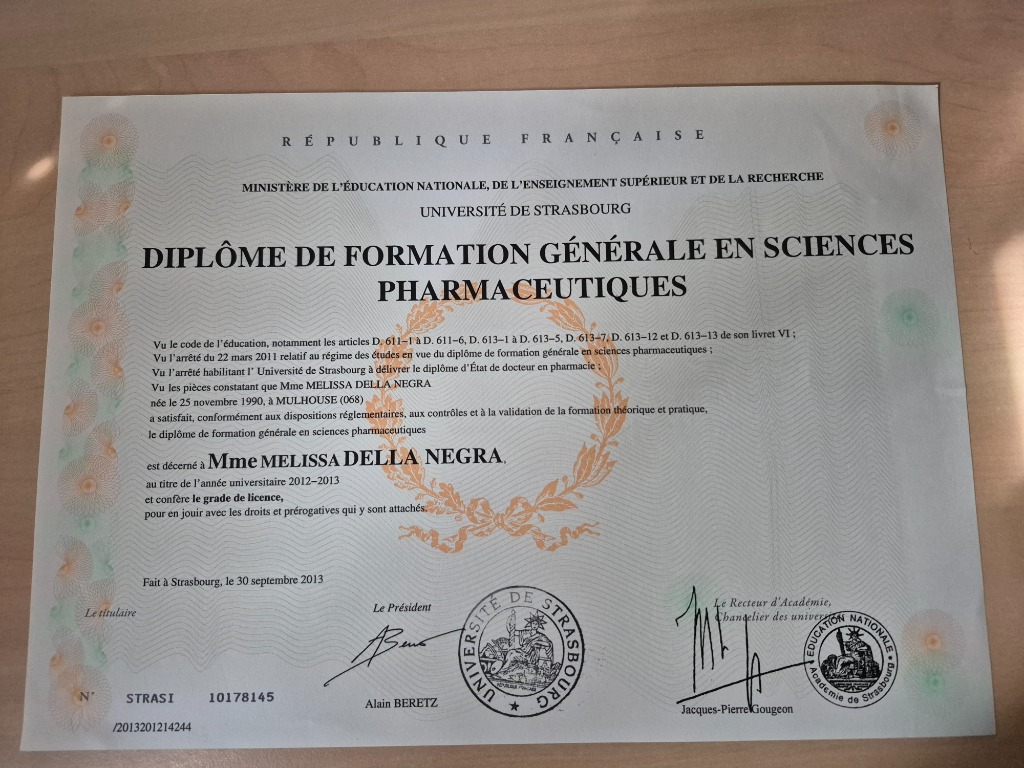 RÉPUBLIQUE FRANÇAISE
MINISTÈRE DE L'ÉDUCATION NATIONALE, DE L'ENSEIGNEMENT SUPÉRIEUR ET DE LA RECHERCHE
UNIVERSITÉ DE STRASBOURG
DIPLÔME DE FORMATION GÉNÉRALE EN SCIENCES
PHARMACEUTIQUES
Vu le code de l'éducation, notamment les articles D. 611-1 à D. 611-6, D. 613-1 à D. 613-5, D. 613-7, D. 613-12 et D. 613-13 de son livret VI ;
Vu l'arrêté du 22 mars 2011 relatif au régime des études en vue du diplôme de formation générale en sciences pharmaceutiques ;
Vu l'arrêté habilitant l' Université de Strasbourg à délivrer le diplôme d'État de docteur en pharmacie ;
Vu les pièces constatant que Mme MELISSA DELLA NEGRA
née le 25 novembre 1990, à MULHOUSE (068)
a satisfait, conformément aux dispositions réglementaires, aux contrôles et à la validation de la formation théorique et pratique,
le diplôme de formation générale en sciences pharmaceutiques
est décerné à Mme MELISSA DELLA NEGRA,
au titre de l'année universitaire 2012-2013
et confère le grade de licence,
pour en jouir avec les droits et prérogatives qui y sont attachés.
Fait à Strasbourg, le 30 septembre 2013
Le titulaire
Le Président
Le Recteur d'Académie,
Chancelier des univer
UNIVERSITÉ DE STRASBOURG
RÉPUBLIQUE FRANÇAISE
EDUCATION NATIONALE
Académie de Strasbourg
Alain BERETZ
Jacques-Pierre Gougeon
N° STRASI 10178145
/2013201214244